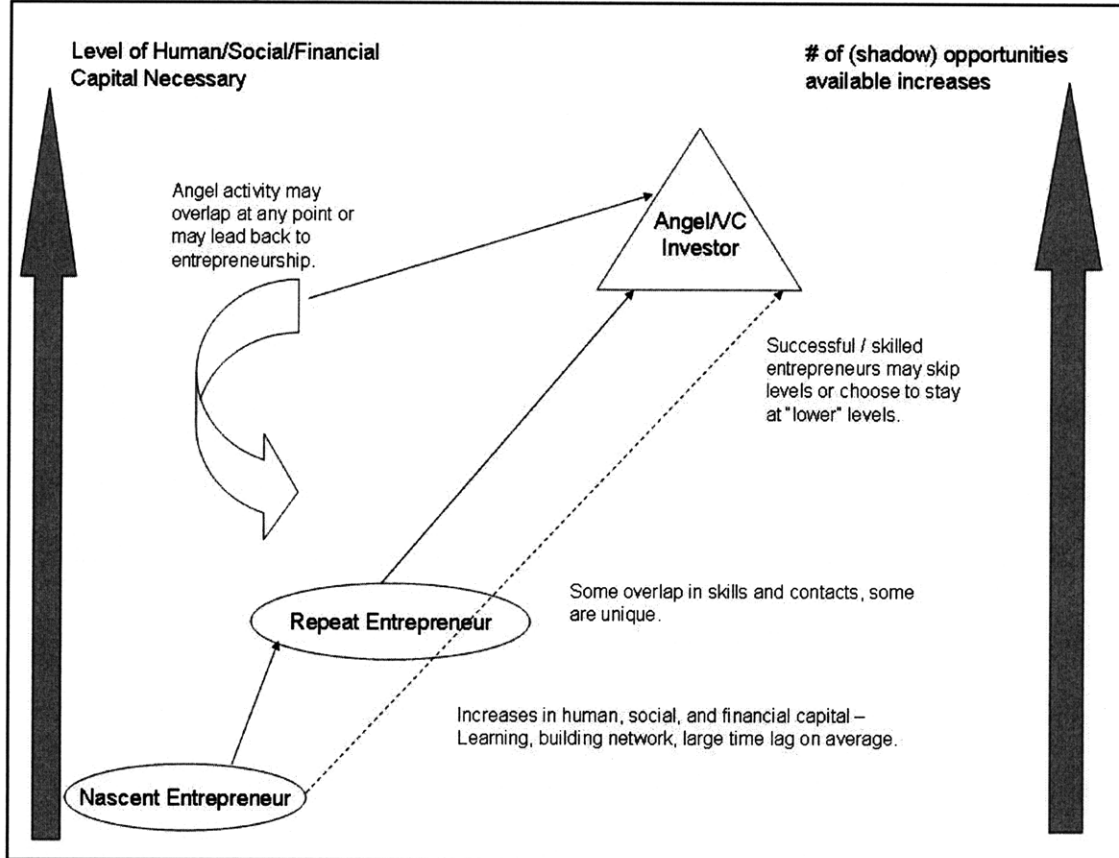 Level of Human/Social/Financial
Capital Necessary
# of (shadow) opportunities
available increases
Angel activity may
overlap at any point or
may lead back to
entrepreneurship.
Angel/VC
Investor
Successful / skilled
entrepreneurs may skip
levels or choose to stay
at "lower" levels.
Some overlap in skills and contacts, some
are unique.
Repeat Entrepreneur
Increases in human, social, and financial capital –
Learning, building network, large time lag on average.
Nascent Entrepreneur